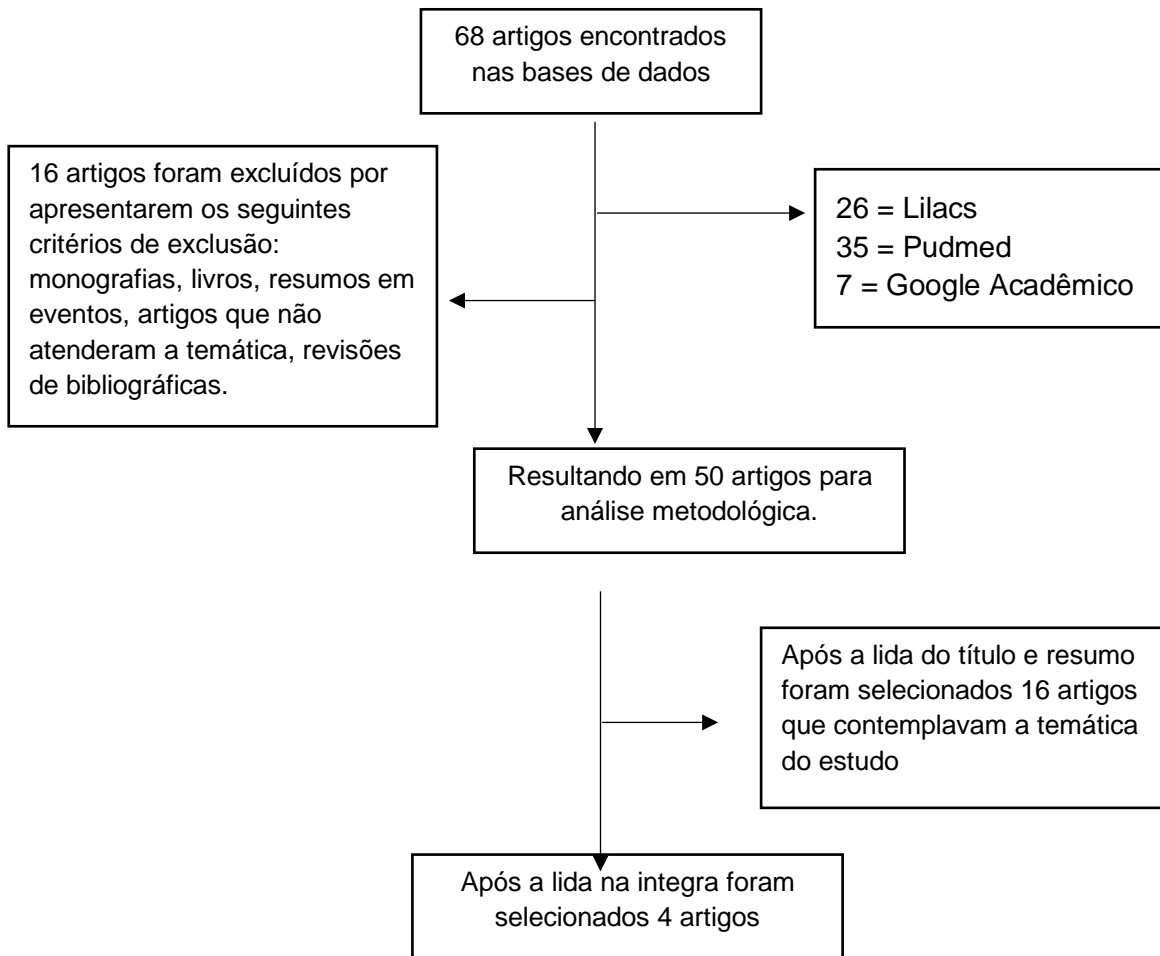 68 artigos encontrados
nas bases de dados
16 artigos foram excluídos por
apresentarem os seguintes
critérios de exclusão:
monografias, livros, resumos em
eventos, artigos que não
atenderam a temática, revisões
de bibliográficas.
26 = Lilacs
35 = Pudmed
7 = Google Acadêmico
Resultando em 50 artigos para
análise metodológica.
Após a lida do título e resumo
foram selecionados 16 artigos
que contemplavam a temática
do estudo
Após a lida na integra foram
selecionados 4 artigos